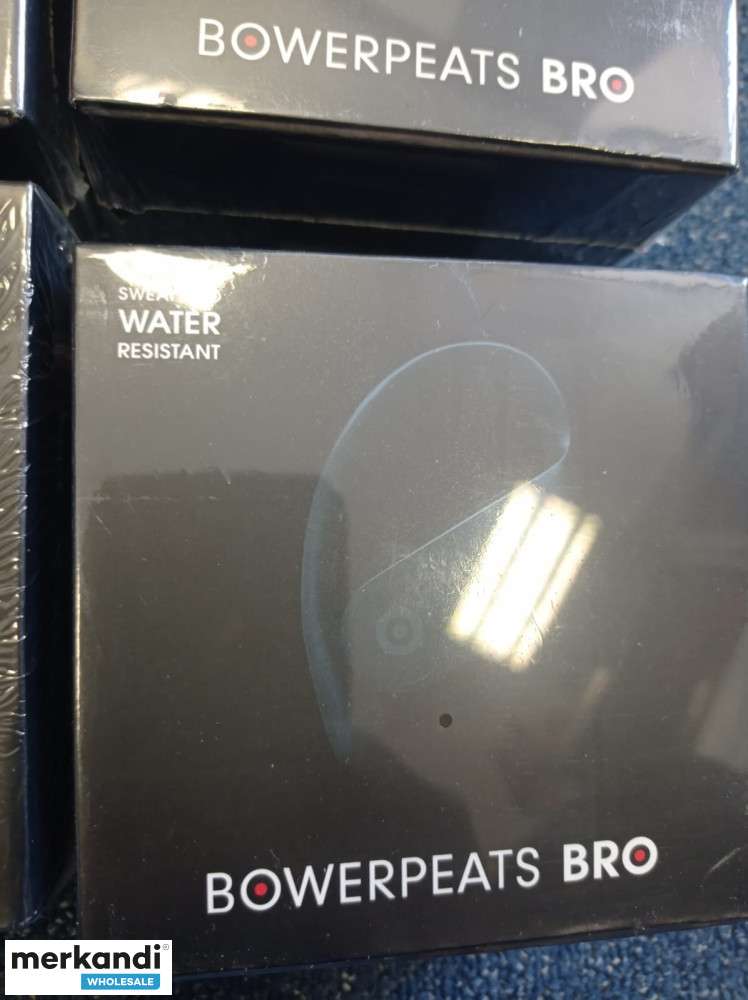 BOWERPEATS BRO
WATER
RESISTANT
BOWERPEATS BRO
merkandi®
WHOLESALE